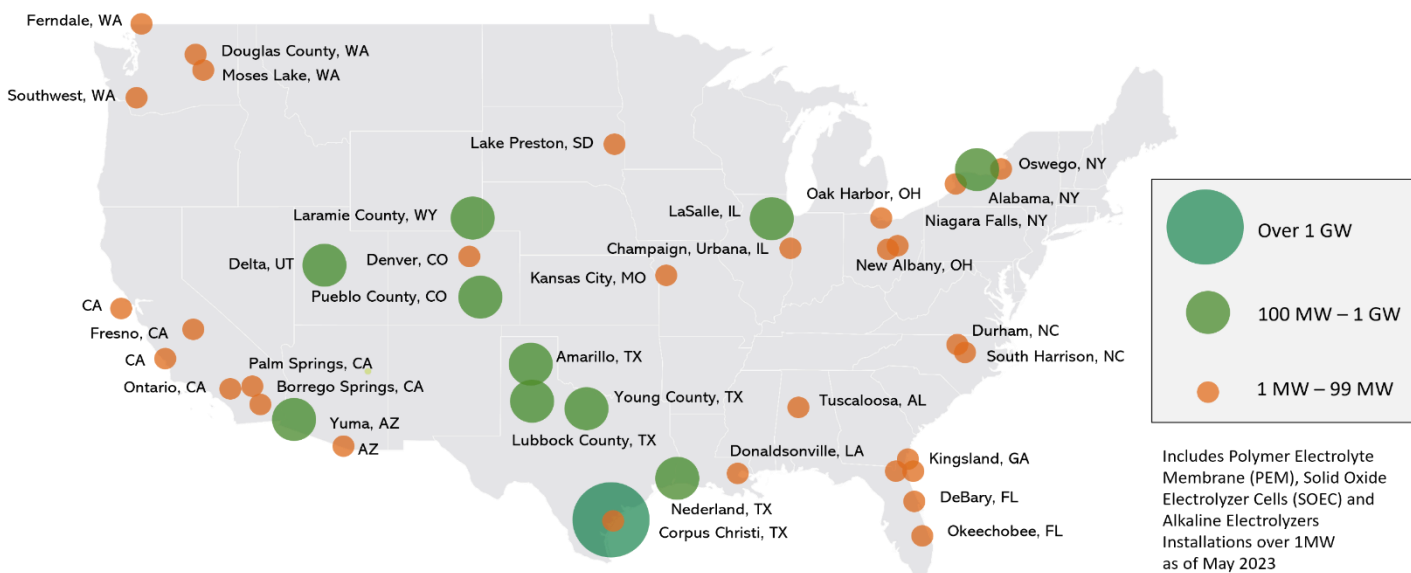 Ferndale, WA
Douglas County, WA
Moses Lake, WA
Southwest, WA
Lake Preston, SD
Oswego, NY
Oak Harbor, OH
Alabama, NY
Laramie County, WY
LaSalle, IL
Niagara Falls, NY
Champaign, Urbana, IL
Delta, UT
Denver, CO
New Albany, OH
Kansas City, MO
Pueblo County, CO
CA
Fresno, CA
Durham, NC
South Harrison, NC
CA
Palm Springs, CA
Amarillo, TX
Ontario, CA
Borrego Springs, CA
Young County, TX
Tuscaloosa, AL
Yuma, AZ
Lubbock County, TX
AZ
Donaldsonville, LA
Kingsland, GA
DeBary, FL
Nederland, TX
Corpus Christi, TX
Okeechobee, FL
Over 1 GW
100 MW – 1 GW
1 MW – 99 MW
Includes Polymer Electrolyte
Membrane (PEM), Solid Oxide
Electrolyzer Cells (SOEC) and
Alkaline Electrolyzers
Installations over 1MW
as of May 2023